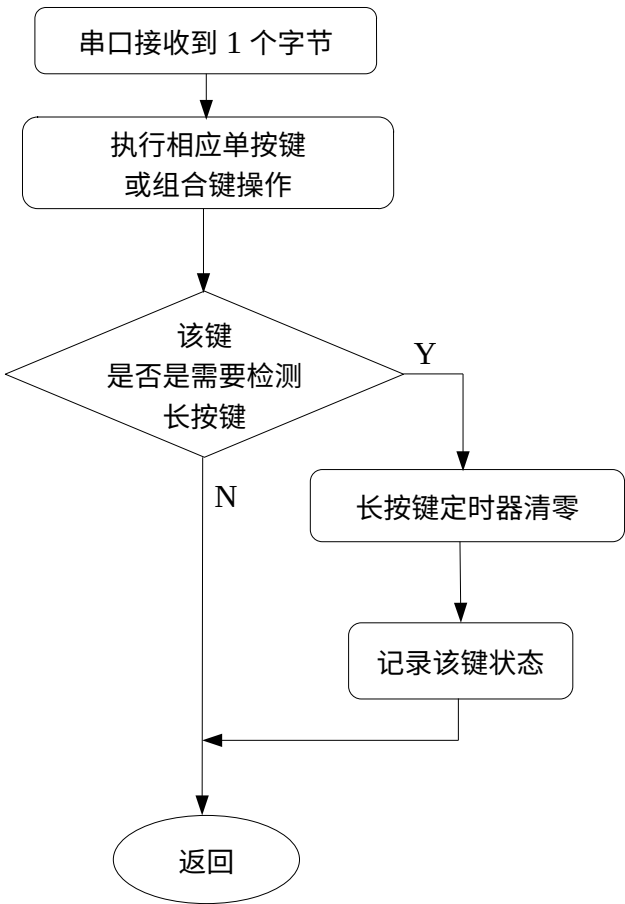 串口接收到 1 个字节
执行相应单按键
或组合键操作
该键
是否是需要检测
长按键
Y
N
长按键定时器清零
记录该键状态
返回